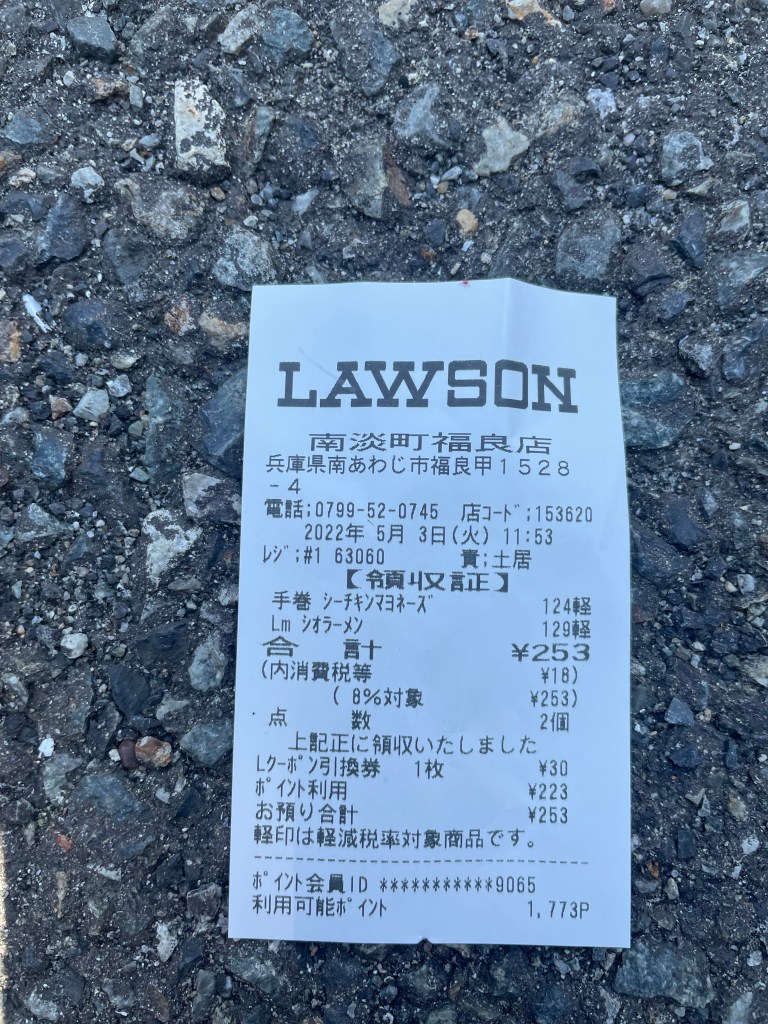 LAWSON
南淡町福良店
兵庫県南あわじ市福良甲1528
-4
電話;0799-52-0745 店コード;153620
2022年 5月 3日(火) 11:53
レジ;#1 63060 責;土居
【領収証】
手巻 シーチキンマヨネーズ 124軽
Lm シオラーメン 129軽
合 計 ¥253
(内消費税等 ¥18)
( 8%対象 ¥253)
点 数 2個
上記正に領収いたしました
Lクーポン引換券 1枚 ¥30
ポイント利用 ¥223
お預り合計 ¥253
軽印は軽減税率対象商品です。
ポイント会員ID ***********9065
利用可能ポイント 1,773P